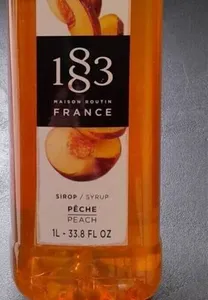 1883
MAISON ROUTIN
FRANCE
SIROP / SYRUP
PÊCHE
PEACH
1L - 33.8 FL OZ